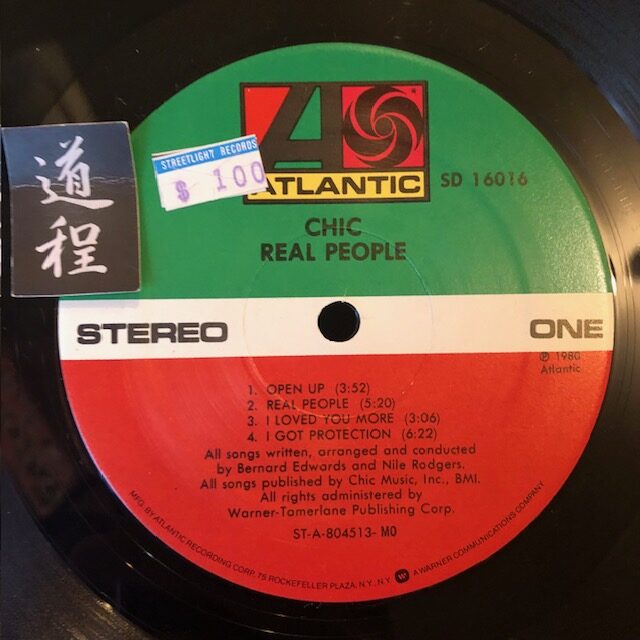 道
程
STREETLIGHT RECORDS
$ 1 00
ATLANTIC
SD 16016
CHIC
REAL PEOPLE
STEREO
ONE
℗ 1980
Atlantic
1. OPEN UP (3:52)
2. REAL PEOPLE (5:20)
3. I LOVED YOU MORE (3:06)
4. I GOT PROTECTION (6:22)
All songs written, arranged and conducted
by Bernard Edwards and Nile Rodgers.
All songs published by Chic Music, Inc., BMI.
All rights administered by
Warner-Tamerlane Publishing Corp.
ST-A-804513- MO
MFG. BY ATLANTIC RECORDING CORP., 75 ROCKEFELLER PLAZA, N.Y., N.Y. A WARNER COMMUNICATIONS COMPANY